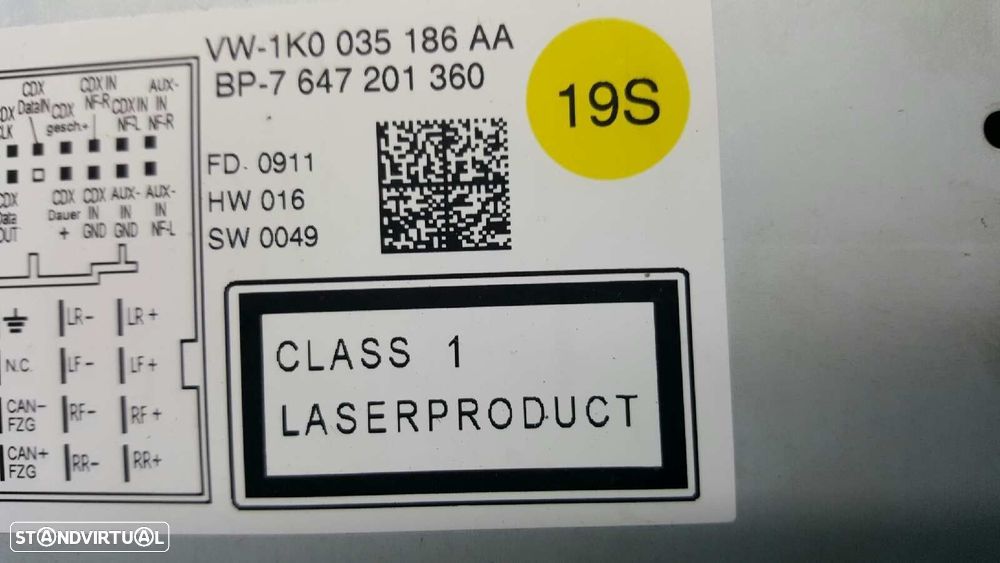 VW-1K0 035 186 AA
BP-7 647 201 360
19S
FD. 0911
HW 016
SW 0049
CDX CDX IN AUX-
DataIN CDX NF-R CDX IN IN
gesch+ NF-L NF-R
CDX CDX AUX- AUX-
Dauer IN IN IN
+ GND GND NF-L
LR- LR+
N.C. LF- LF+
CAN- RF- RF+
FZG
CAN+ RR- RR+
FZG
CLASS 1
LASERPRODUCT
STANDVIRTUAL